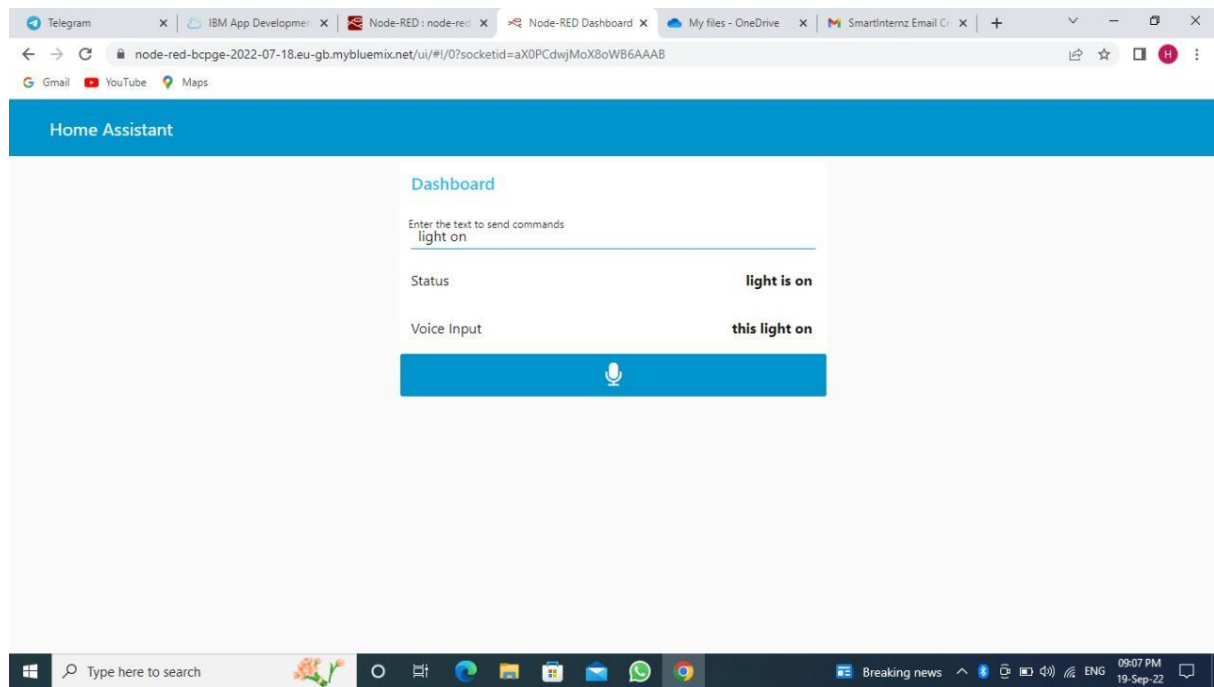 Telegram
IBM App Developmen
Node-RED : node-red
Node-RED Dashboard
My files - OneDrive
SmartInternz Email Cr
node-red-bcpge-2022-07-18.eu-gb.mybluemix.net/ui/#!/0?socketid=aX0PCdwjMoX8oWB6AAAB
H
Gmail
YouTube
Maps
Home Assistant
Dashboard
Enter the text to send commands
light on
Status light is on
Voice Input this light on
Type here to search
Breaking news
ENG
09:07 PM
19-Sep-22